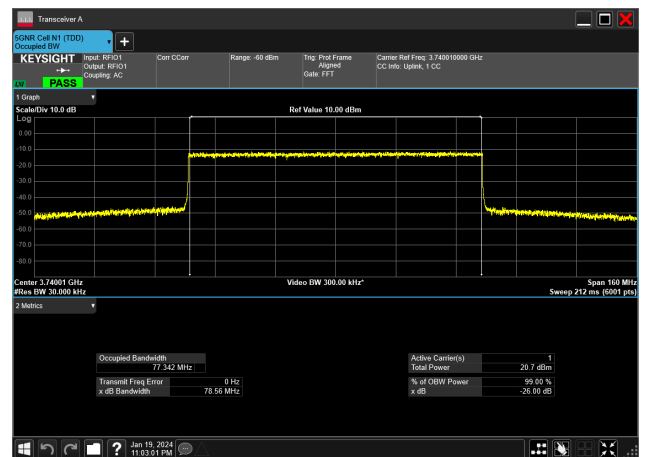 Transceiver A
5GNR Cell N1 (TDD)
Occupied BW
KEYSIGHT
LNI
PASS
Input: RFIO1
Output: RFIO1
Coupling: AC
Corr CCorr
Range: -60 dBm
Trig: Prot Frame
Aligned
Gate: FFT
Carrier Ref Freq: 3.740010000 GHz
CC Info: Uplink, 1 CC
1 Graph
Scale/Div 10.0 dB
Ref Value 10.00 dBm
Log
0.00
-10.0
-20.0
-30.0
-40.0
-50.0
-60.0
-70.0
-80.0
Center 3.74001 GHz
Video BW 300.00 kHz*
Span 160 MHz
#Res BW 30.000 kHz
Sweep 212 ms (6001 pts)
2 Metrics
Occupied Bandwidth
77.342 MHz
Transmit Freq Error 0 Hz
x dB Bandwidth 78.56 MHz
Active Carrier(s) 1
Total Power 20.7 dBm
% of OBW Power 99.00 %
x dB -26.00 dB
?
Jan 19, 2024
11:03:01 PM